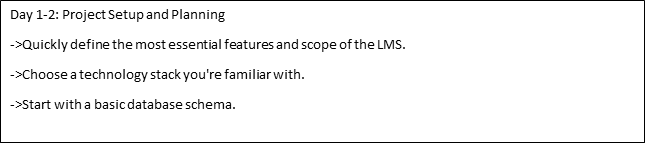 Day 1-2: Project Setup and Planning
->Quickly define the most essential features and scope of the LMS.
->Choose a technology stack you're familiar with.
->Start with a basic database schema.